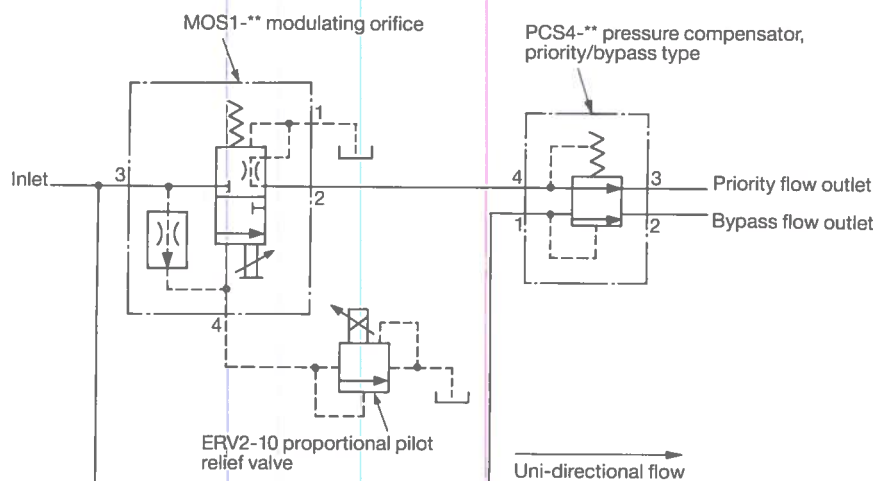 MOS1-** modulating orifice
PCS4-** pressure compensator,
priority/bypass type
1
Inlet
3
2
4
4
3
Priority flow outlet
1
2
Bypass flow outlet
ERV2-10 proportional pilot
relief valve
Uni-directional flow